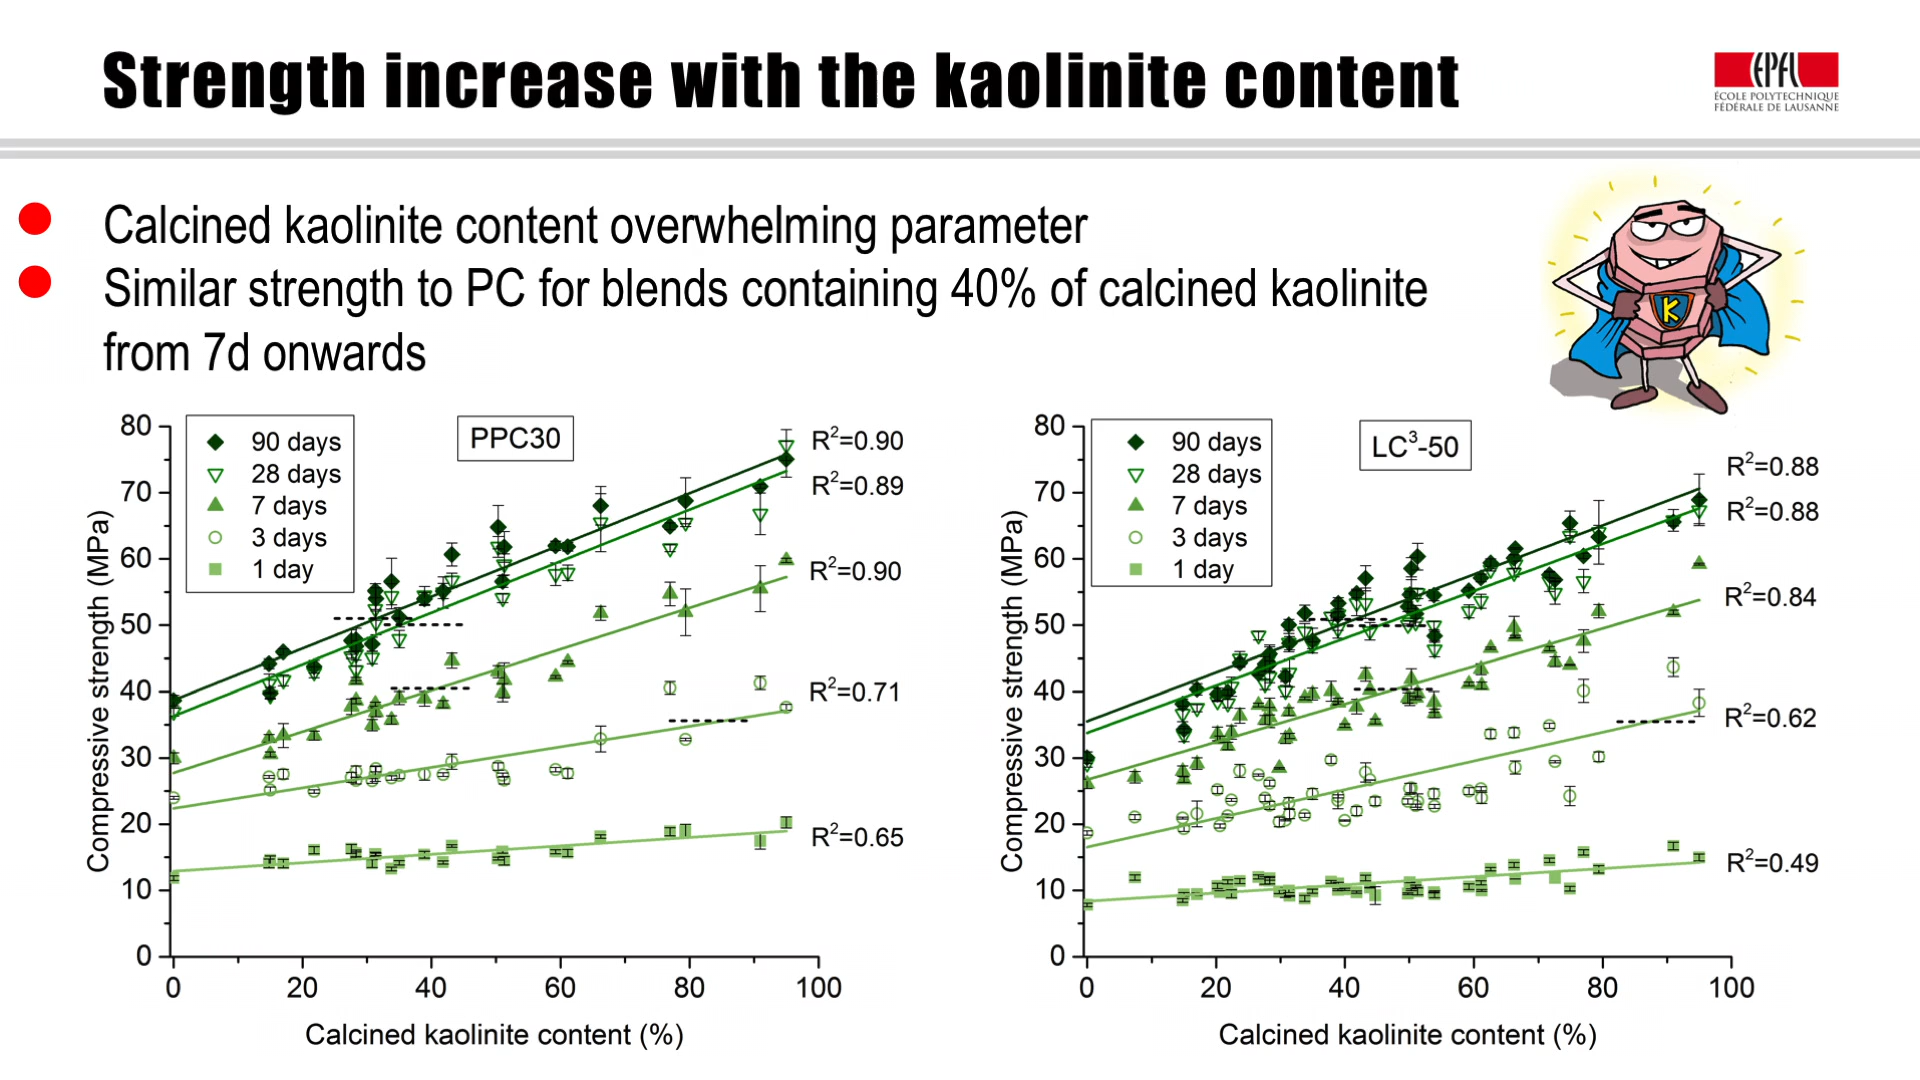 Strength increase with the kaolinite content
EPFL
ÉCOLE POLYTECHNIQUE
FÉDÉRALE DE LAUSANNE
Calcined kaolinite content overwhelming parameter
Similar strength to PC for blends containing 40% of calcined kaolinite
from 7d onwards
K
Compressive strength (MPa)
80
70
60
50
40
30
20
10
0
90 days
28 days
7 days
3 days
1 day
PPC30
R²=0.90
R²=0.89
R²=0.90
R²=0.71
R²=0.65
0 20 40 60 80 100
Calcined kaolinite content (%)
Compressive strength (MPa)
80
70
60
50
40
30
20
10
0
90 days
28 days
7 days
3 days
1 day
LC³-50
R²=0.88
R²=0.88
R²=0.84
R²=0.62
R²=0.49
0 20 40 60 80 100
Calcined kaolinite content (%)